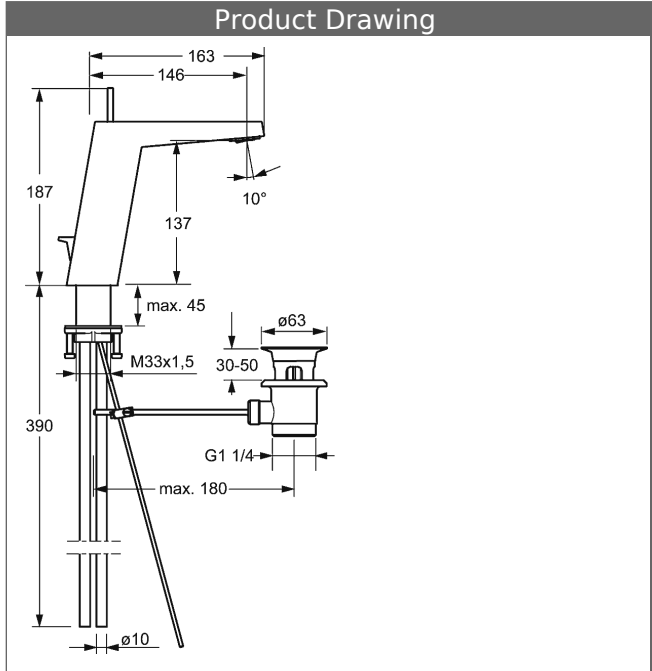 Product Drawing
163
146
187
10°
137
max. 45
ø63
M33x1,5
30-50
390
G1 1/4
max. 180
ø10